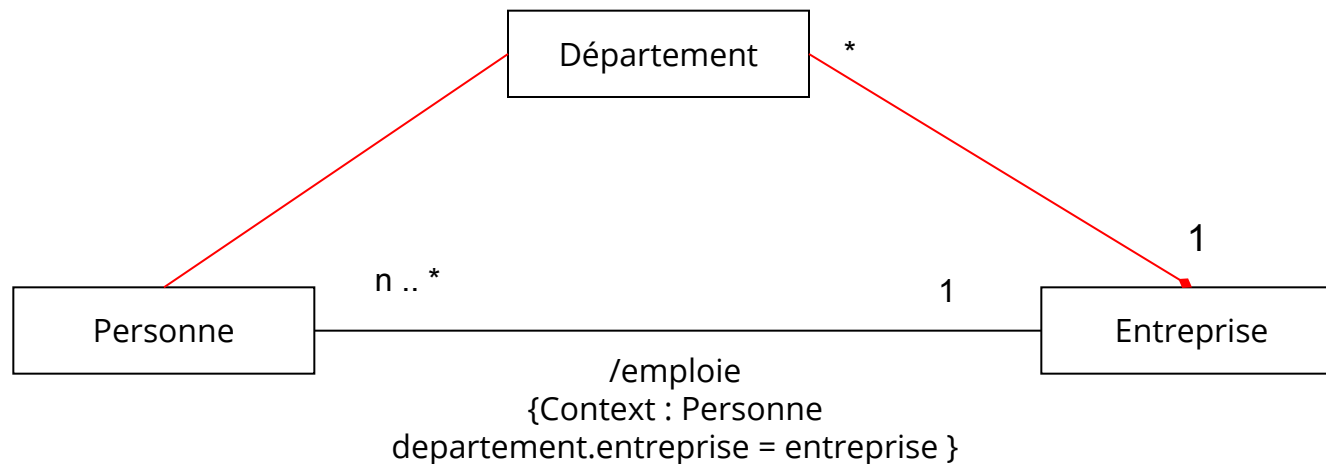 Département
*
1
n .. *
1
Personne
Entreprise
/emploie
{Context : Personne
departement.entreprise = entreprise }